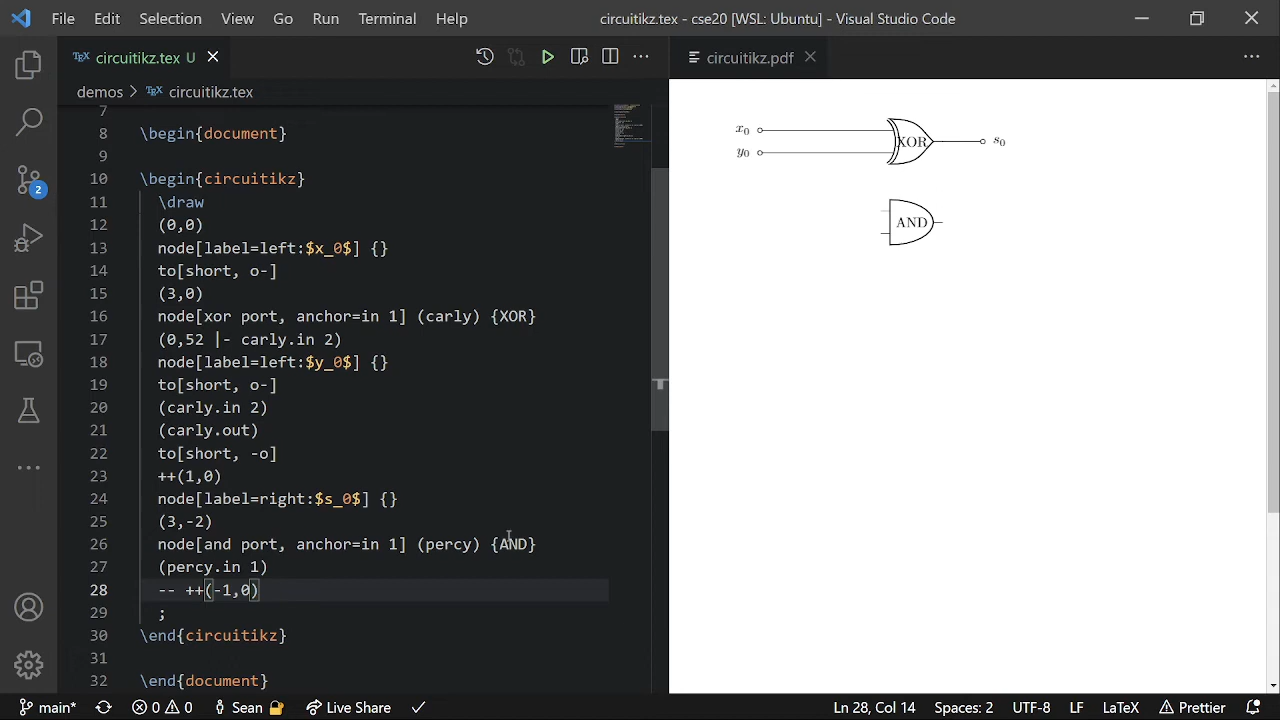 File Edit Selection View Go Run Terminal Help circuitikz.tex - cse20 [WSL: Ubuntu] - Visual Studio Code
TEX circuitikz.tex U
circuitikz.pdf
demos > TEX circuitikz.tex
7
8 \begin{document}
9
10 \begin{circuitikz}
11 \draw
12 (0,0)
13 node[label=left:$x_0$] {}
14 to[short, o-]
15 (3,0)
16 node[xor port, anchor=in 1] (carly) {XOR}
17 (0,52 |- carly.in 2)
18 node[label=left:$y_0$] {}
19 to[short, o-]
20 (carly.in 2)
21 (carly.out)
22 to[short, -o]
23 ++(1,0)
24 node[label=right:$s_0$] {}
25 (3,-2)
26 node[and port, anchor=in 1] (percy) {AND}
27 (percy.in 1)
28 -- ++(-1,0)
29 ;
30 \end{circuitikz}
31
32 \end{document}
x0
y0
XOR
s0
AND
2
main* 0 0 Sean Live Share Ln 28, Col 14 Spaces: 2 UTF-8 LF LaTeX Prettier